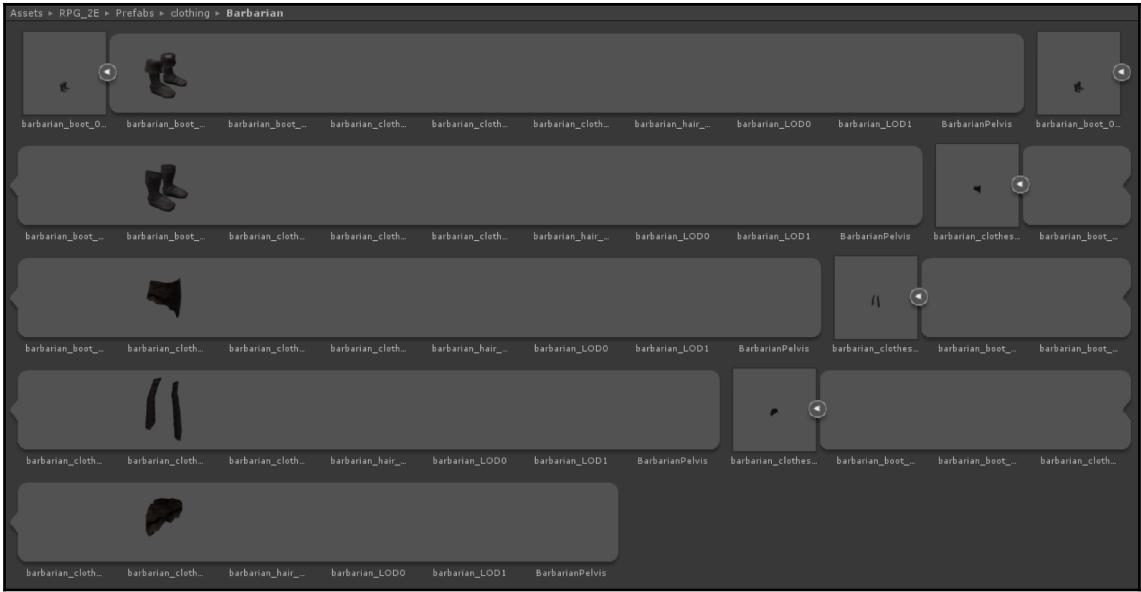 Assets ▸ RPG_2E ▸ Prefabs ▸ clothing ▸ Barbarian
barbarian_boot_0... barbarian_boot_... barbarian_boot_... barbarian_cloth... barbarian_cloth... barbarian_cloth... barbarian_hair_... barbarian_LOD0 barbarian_LOD1 BarbarianPelvis barbarian_boot_0...
barbarian_boot_... barbarian_boot_... barbarian_cloth... barbarian_cloth... barbarian_cloth... barbarian_hair_... barbarian_LOD0 barbarian_LOD1 BarbarianPelvis barbarian_clothes... barbarian_boot_...
barbarian_boot_... barbarian_cloth... barbarian_cloth... barbarian_cloth... barbarian_hair_... barbarian_LOD0 barbarian_LOD1 BarbarianPelvis barbarian_clothes... barbarian_boot_... barbarian_boot_...
barbarian_cloth... barbarian_cloth... barbarian_cloth... barbarian_hair_... barbarian_LOD0 barbarian_LOD1 BarbarianPelvis barbarian_clothes... barbarian_boot_... barbarian_boot_... barbarian_cloth...
barbarian_cloth... barbarian_cloth... barbarian_hair_... barbarian_LOD0 barbarian_LOD1 BarbarianPelvis